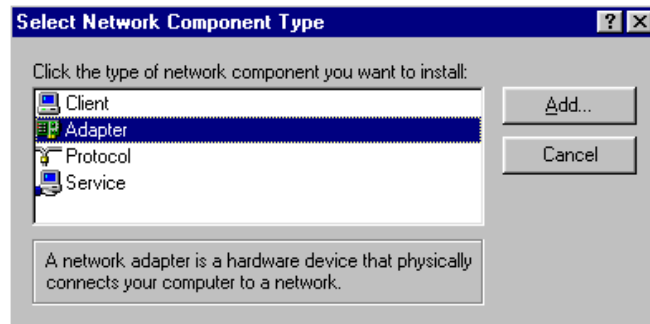 Select Network Component Type
Click the type of network component you want to install:
Client
Adapter
Protocol
Service
Add...
Cancel
A network adapter is a hardware device that physically
connects your computer to a network.